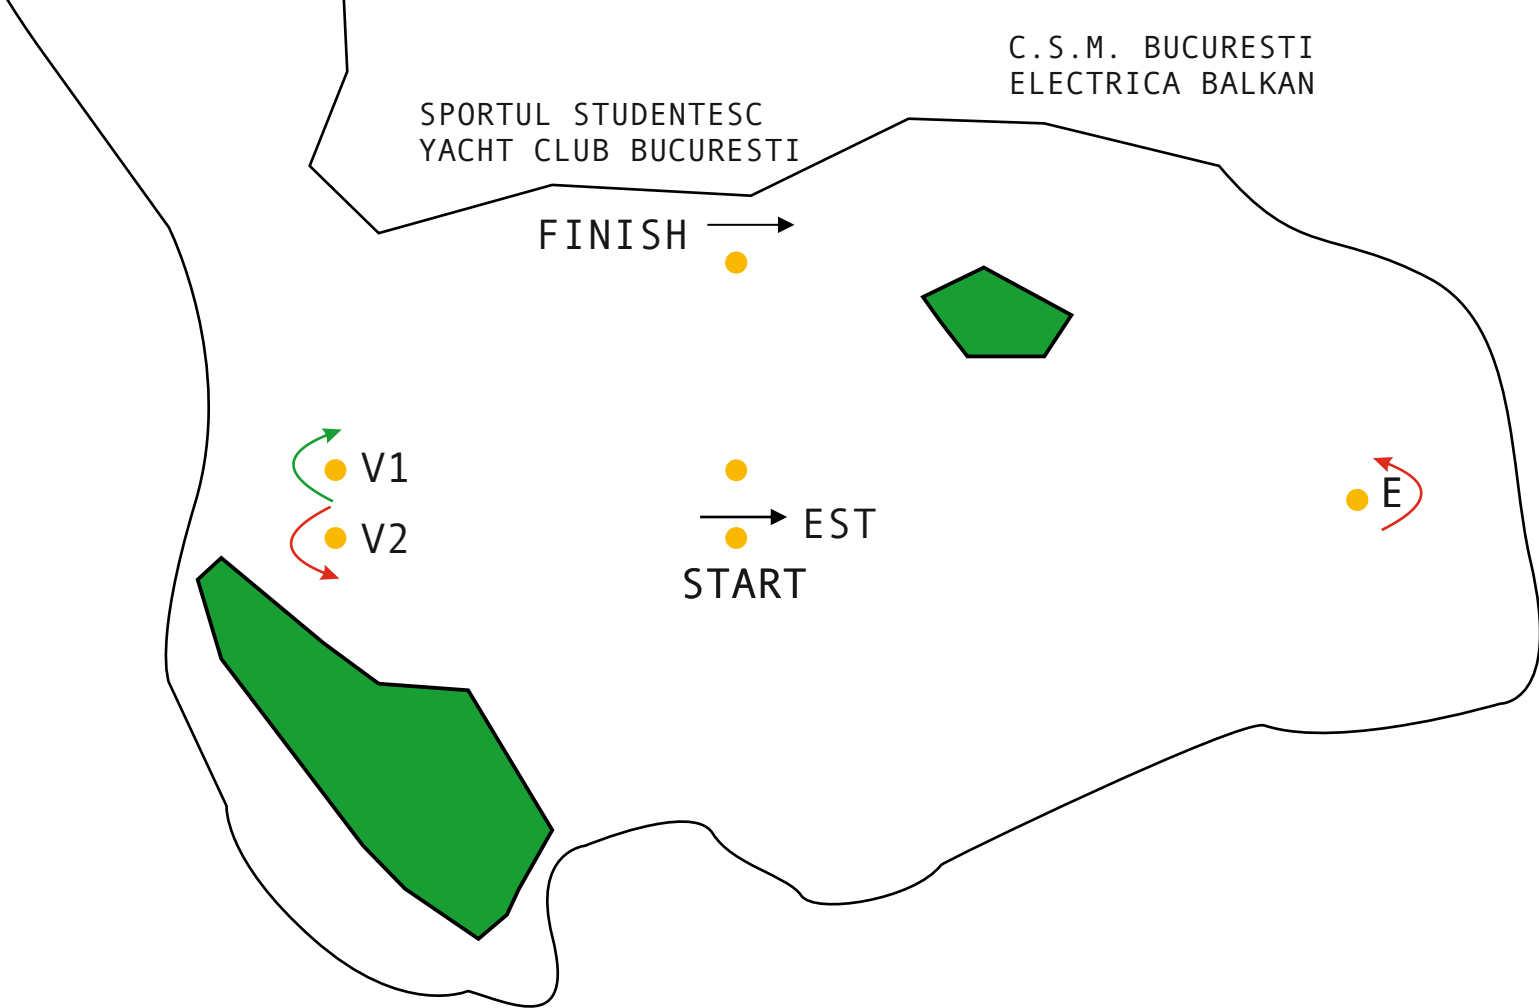 C.S.M. BUCURESTI
ELECTRICA BALKAN
SPORTUL STUDENTESC
YACHT CLUB BUCURESTI
FINISH
V1
E
V2
EST
START